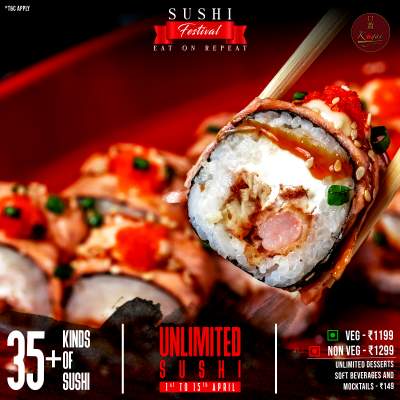 *T&C APPLY
SUSHI
Festival
EAT ON REPEAT
Kasai
35+
KINDS
OF
SUSHI
UNLIMITED
SUSHI
1ST TO 15TH APRIL
VEG - ₹1199
NON VEG - ₹1299
UNLIMITED DESSERTS
SOFT BEVERAGES AND
MOCKTAILS - ₹149